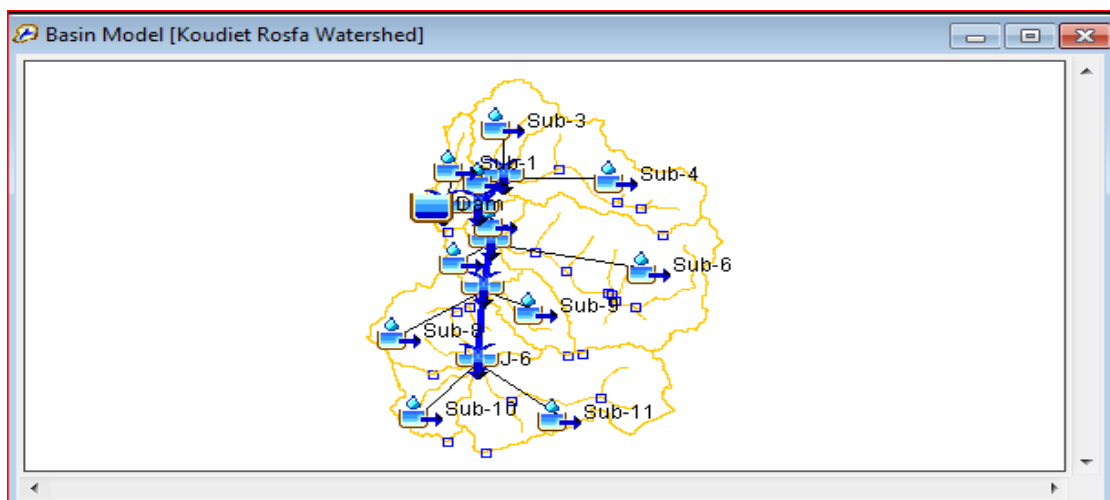 Basin Model [Koudiet Rosfa Watershed]
Sub-3
Sub-1
Sub-4
Dam
Sub-6
Sub-9
Sub-8
J-6
Sub-10
Sub-11